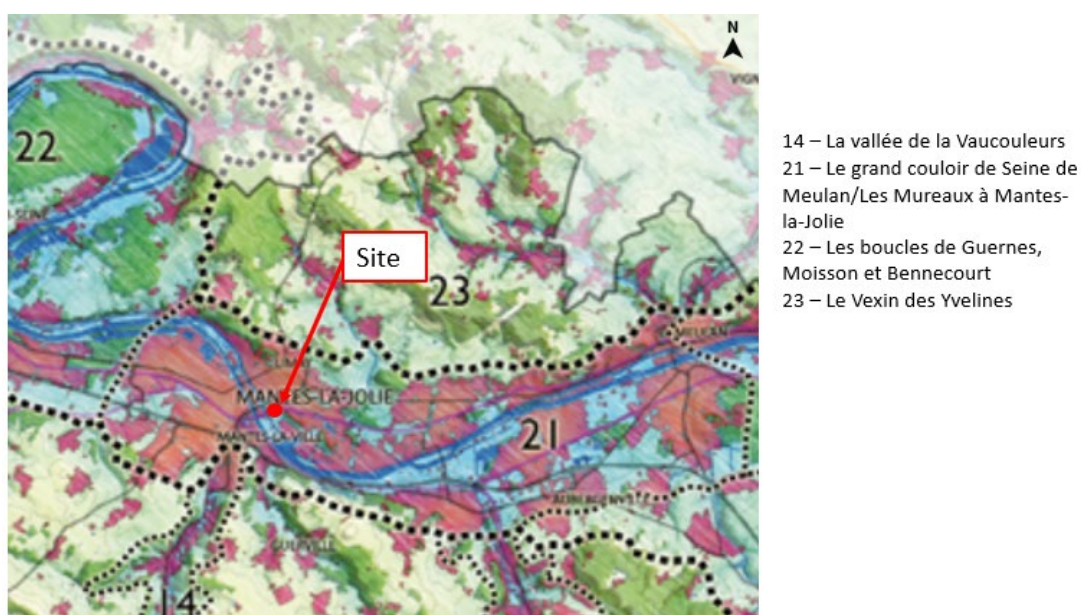 N
VIGN
22
Site
23
MEULAN
MANTES-LA-JOLIE
MANTES-LA-VILLE
21
AUBERGENVILLE
GUERVILLE
14
14 – La vallée de la Vaucouleurs
21 – Le grand couloir de Seine de
Meulan/Les Mureaux à Mantes-
la-Jolie
22 – Les boucles de Guernes,
Moisson et Bennecourt
23 – Le Vexin des Yvelines